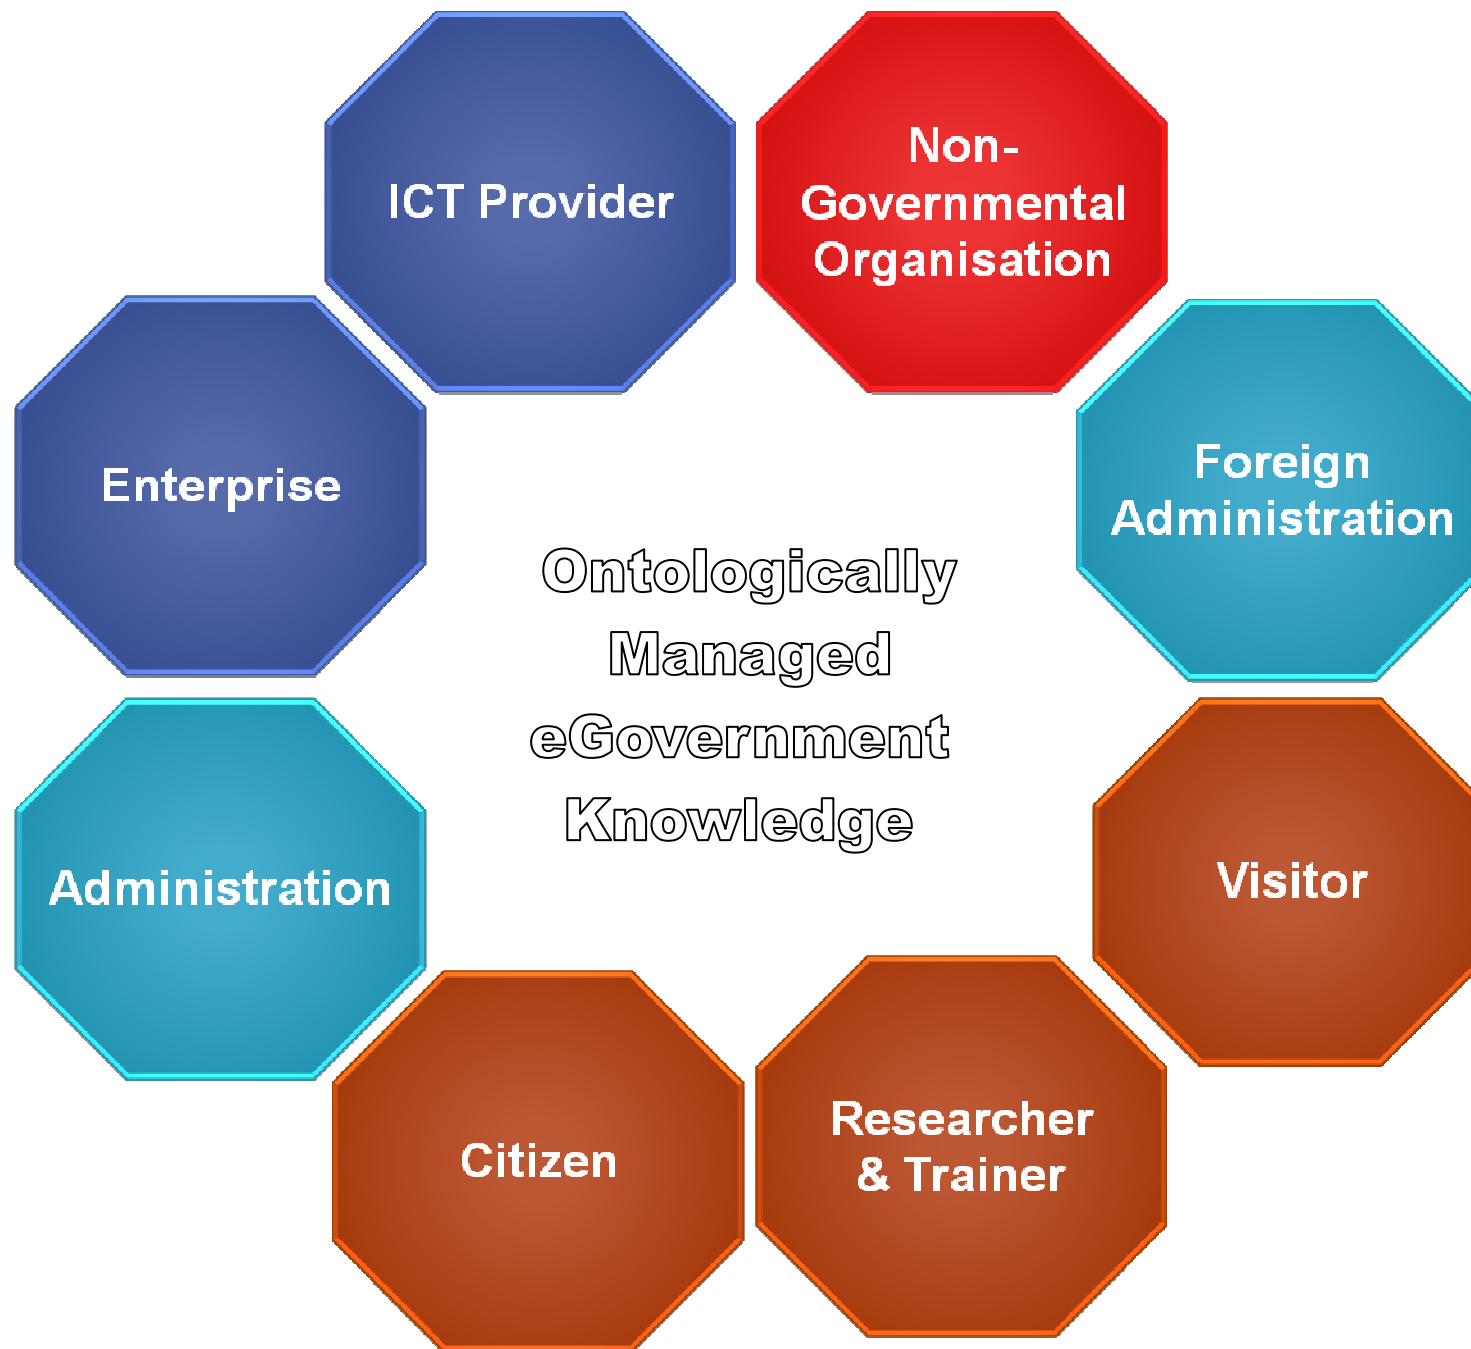 ICT Provider
Non-
Governmental
Organisation
Enterprise
Foreign
Administration
Ontologically
Managed
eGovernment
Knowledge
Administration
Visitor
Citizen
Researcher
& Trainer